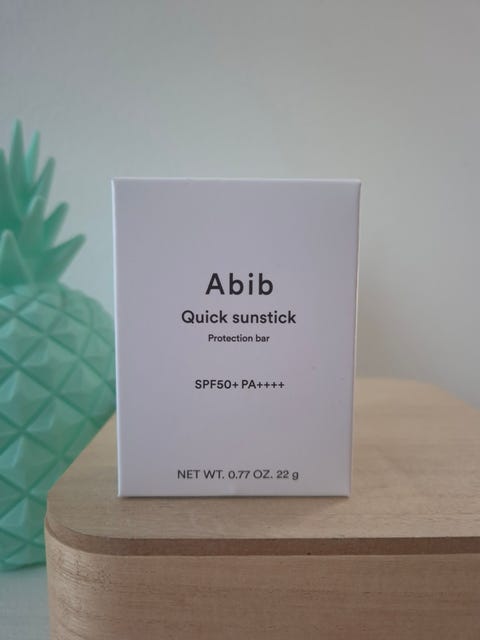 Abib
Quick sunstick
Protection bar
SPF50+ PA++++
NET WT. 0.77 OZ. 22 g